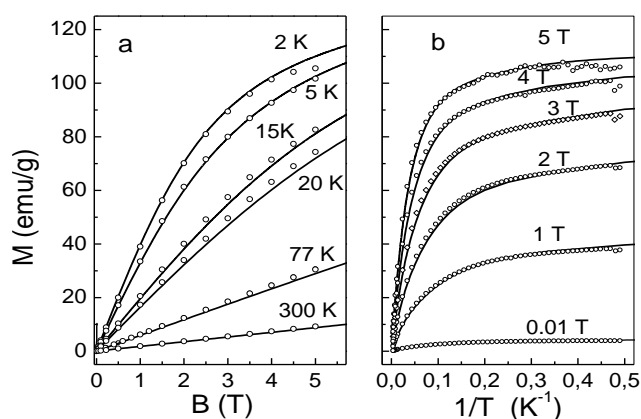 120
100
80
60
40
20
0
M (emu/g)
a
2 K
5 K
15K
20 K
77 K
300 K
0 1 2 3 4 5
B (T)
b
5 T
4 T
3 T
2 T
1 T
0.01 T
0,0 0,1 0,2 0,3 0,4 0,5
1/T (K⁻¹)